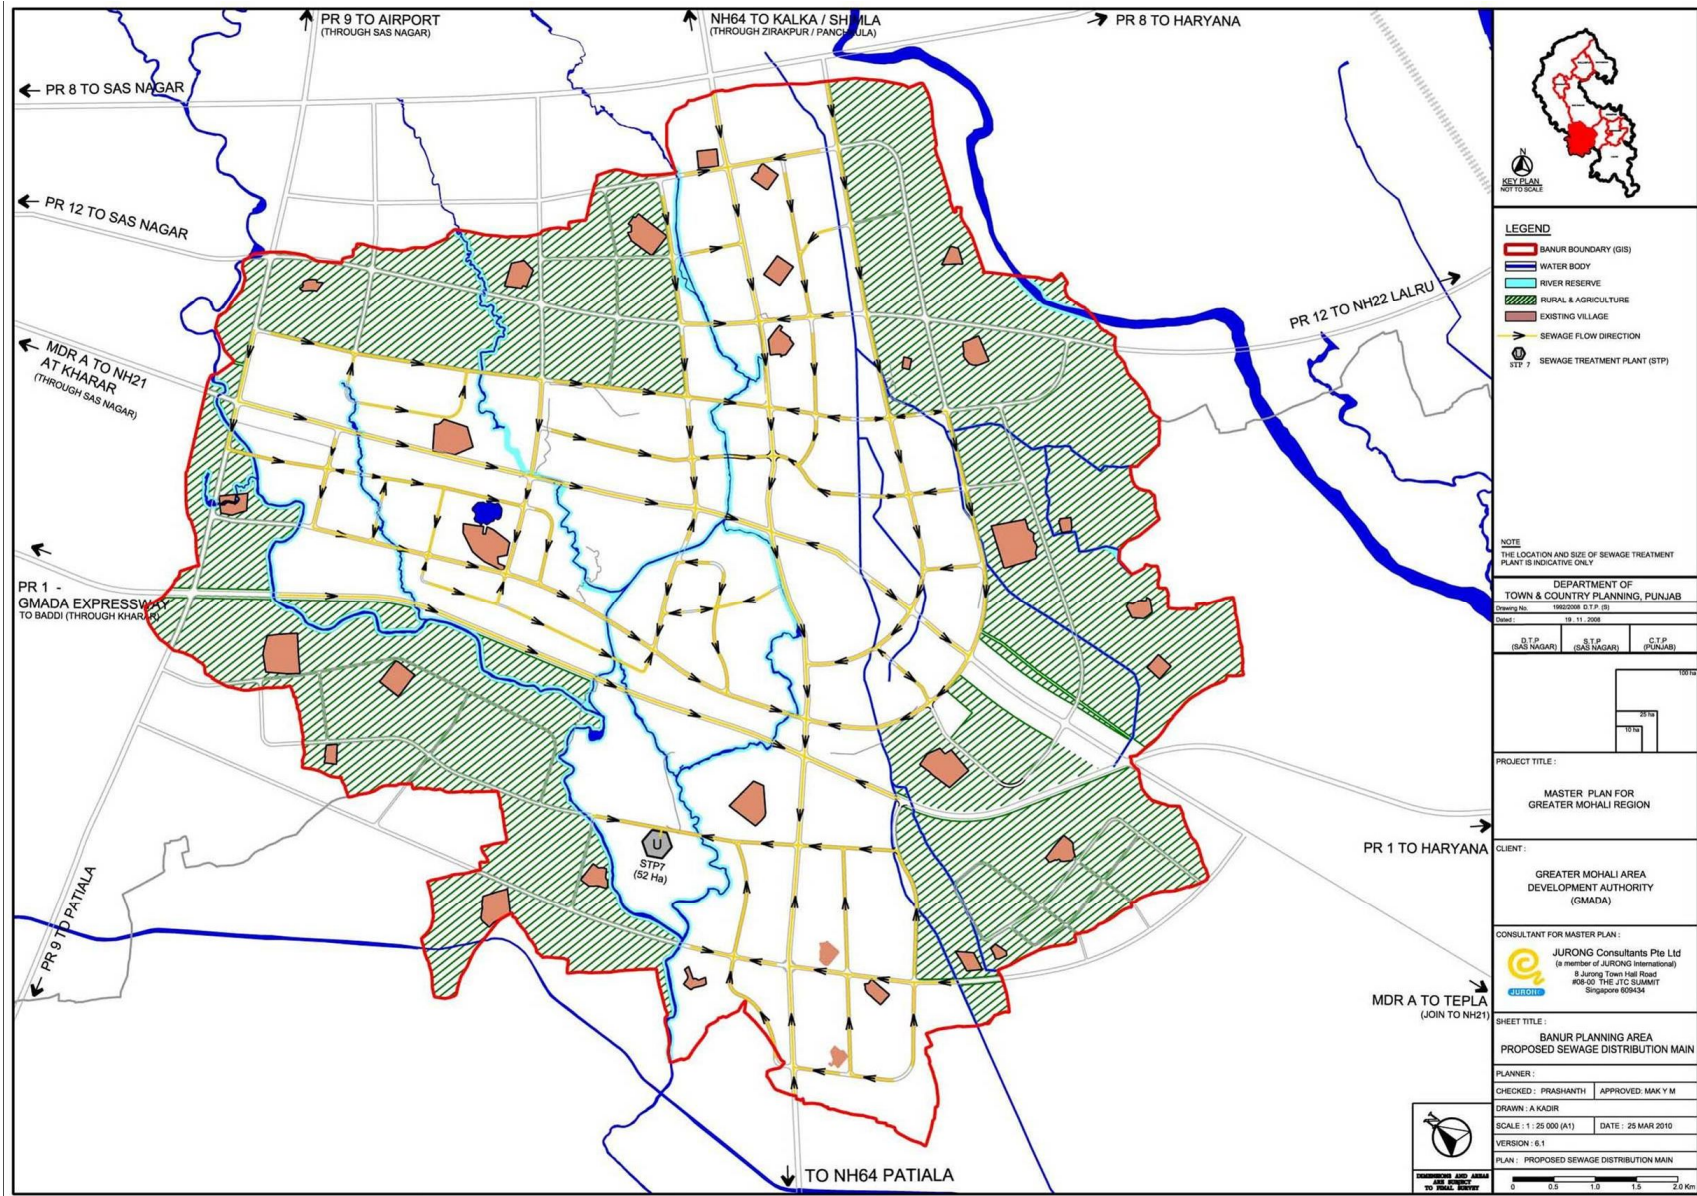 PR 9 TO AIRPORT
(THROUGH SAS NAGAR)
NH64 TO KALKA / SHIMLA
(THROUGH ZIRAKPUR / PANCHKULA)
PR 8 TO HARYANA
PR 8 TO SAS NAGAR
PR 12 TO SAS NAGAR
PR 12 TO NH22 LALRU
MDR A TO NH21
AT KHARAR
(THROUGH SAS NAGAR)
PR 1 -
GMADA EXPRESSWAY
TO BADDI (THROUGH KHARAR)
U
STP7
(52 Ha)
PR 1 TO HARYANA
PR 9 TO PATIALA
MDR A TO TEPLA
(JOIN TO NH21)
TO NH64 PATIALA
DIMENSIONS AND AREAS
ARE SUBJECT
TO FINAL SURVEY
N
KEY PLAN
NOT TO SCALE
LEGEND
BANUR BOUNDARY (GIS)
WATER BODY
RIVER RESERVE
RURAL & AGRICULTURE
EXISTING VILLAGE
SEWAGE FLOW DIRECTION
U
STP 7
SEWAGE TREATMENT PLANT (STP)
NOTE
THE LOCATION AND SIZE OF SEWAGE TREATMENT
PLANT IS INDICATIVE ONLY
DEPARTMENT OF
TOWN & COUNTRY PLANNING, PUNJAB
Drawing No. 1992/2008 D.T.P. (S)
Dated : 19 . 11 . 2008
D.T.P S.T.P C.T.P
(SAS NAGAR) (SAS NAGAR) (PUNJAB)
100 ha
25 ha
10 ha
PROJECT TITLE :
MASTER PLAN FOR
GREATER MOHALI REGION
CLIENT :
GREATER MOHALI AREA
DEVELOPMENT AUTHORITY
(GMADA)
CONSULTANT FOR MASTER PLAN :
JURONG
JURONG Consultants Pte Ltd
(a member of JURONG International)
8 Jurong Town Hall Road
#08-00 THE JTC SUMMIT
Singapore 609434
SHEET TITLE :
BANUR PLANNING AREA
PROPOSED SEWAGE DISTRIBUTION MAIN
PLANNER :
CHECKED : PRASHANTH APPROVED: MAK Y M
DRAWN : A KADIR
SCALE : 1 : 25 000 (A1) DATE : 25 MAR 2010
VERSION : 6.1
PLAN : PROPOSED SEWAGE DISTRIBUTION MAIN
0 0.5 1.0 1.5 2.0 Km